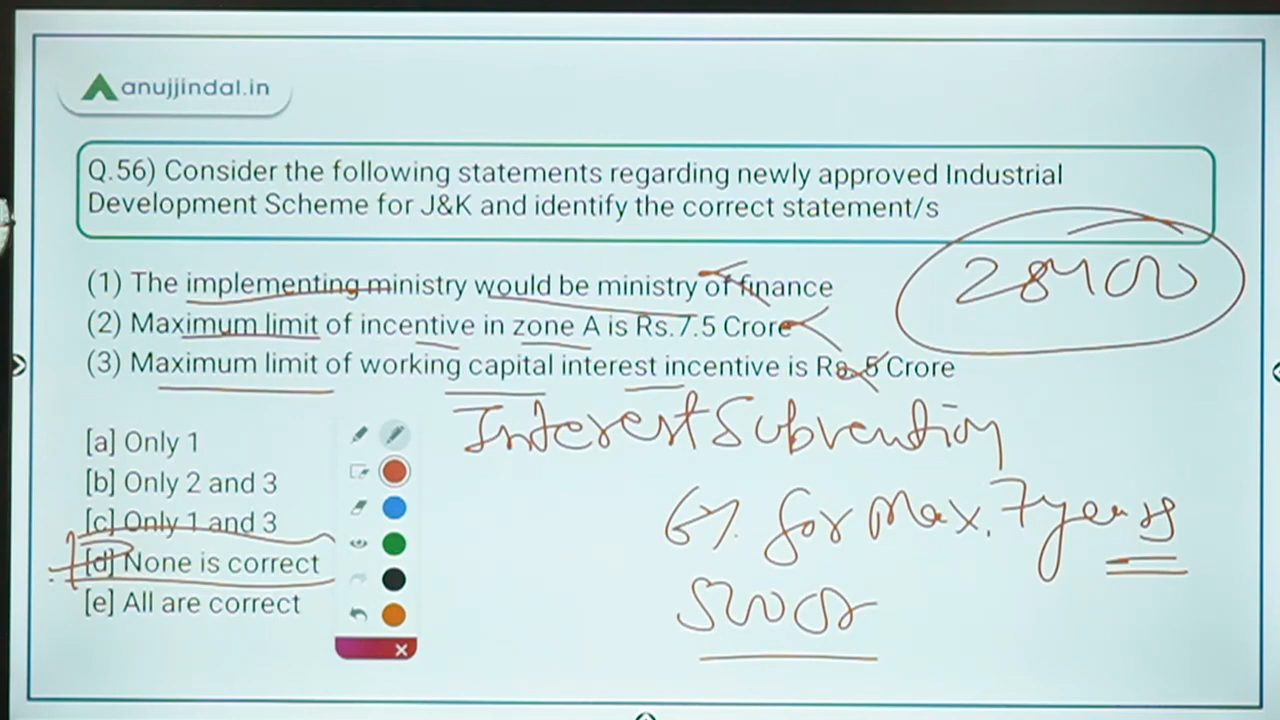 anujjindal.in
Q.56) Consider the following statements regarding newly approved Industrial
Development Scheme for J&K and identify the correct statement/s
28400
(1) The implementing ministry would be ministry of finance
(2) Maximum limit of incentive in zone A is Rs.7.5 Crore
(3) Maximum limit of working capital interest incentive is Rs.5 Crore
Interest Subvention
6% for Max. 7 years
[a] Only 1
[b] Only 2 and 3
[c] Only 1 and 3
[d] None is correct
[e] All are correct